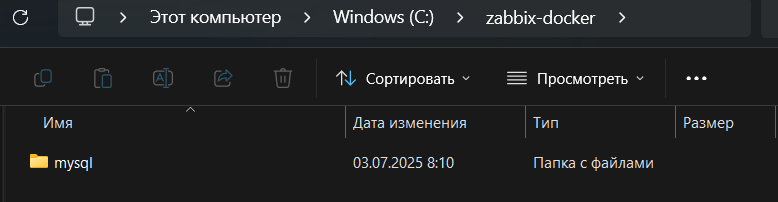 Этот компьютер > Windows (C:) > zabbix-docker >
Сортировать Просмотреть •••
Имя Дата изменения Тип Размер
mysql 03.07.2025 8:10 Папка с файлами